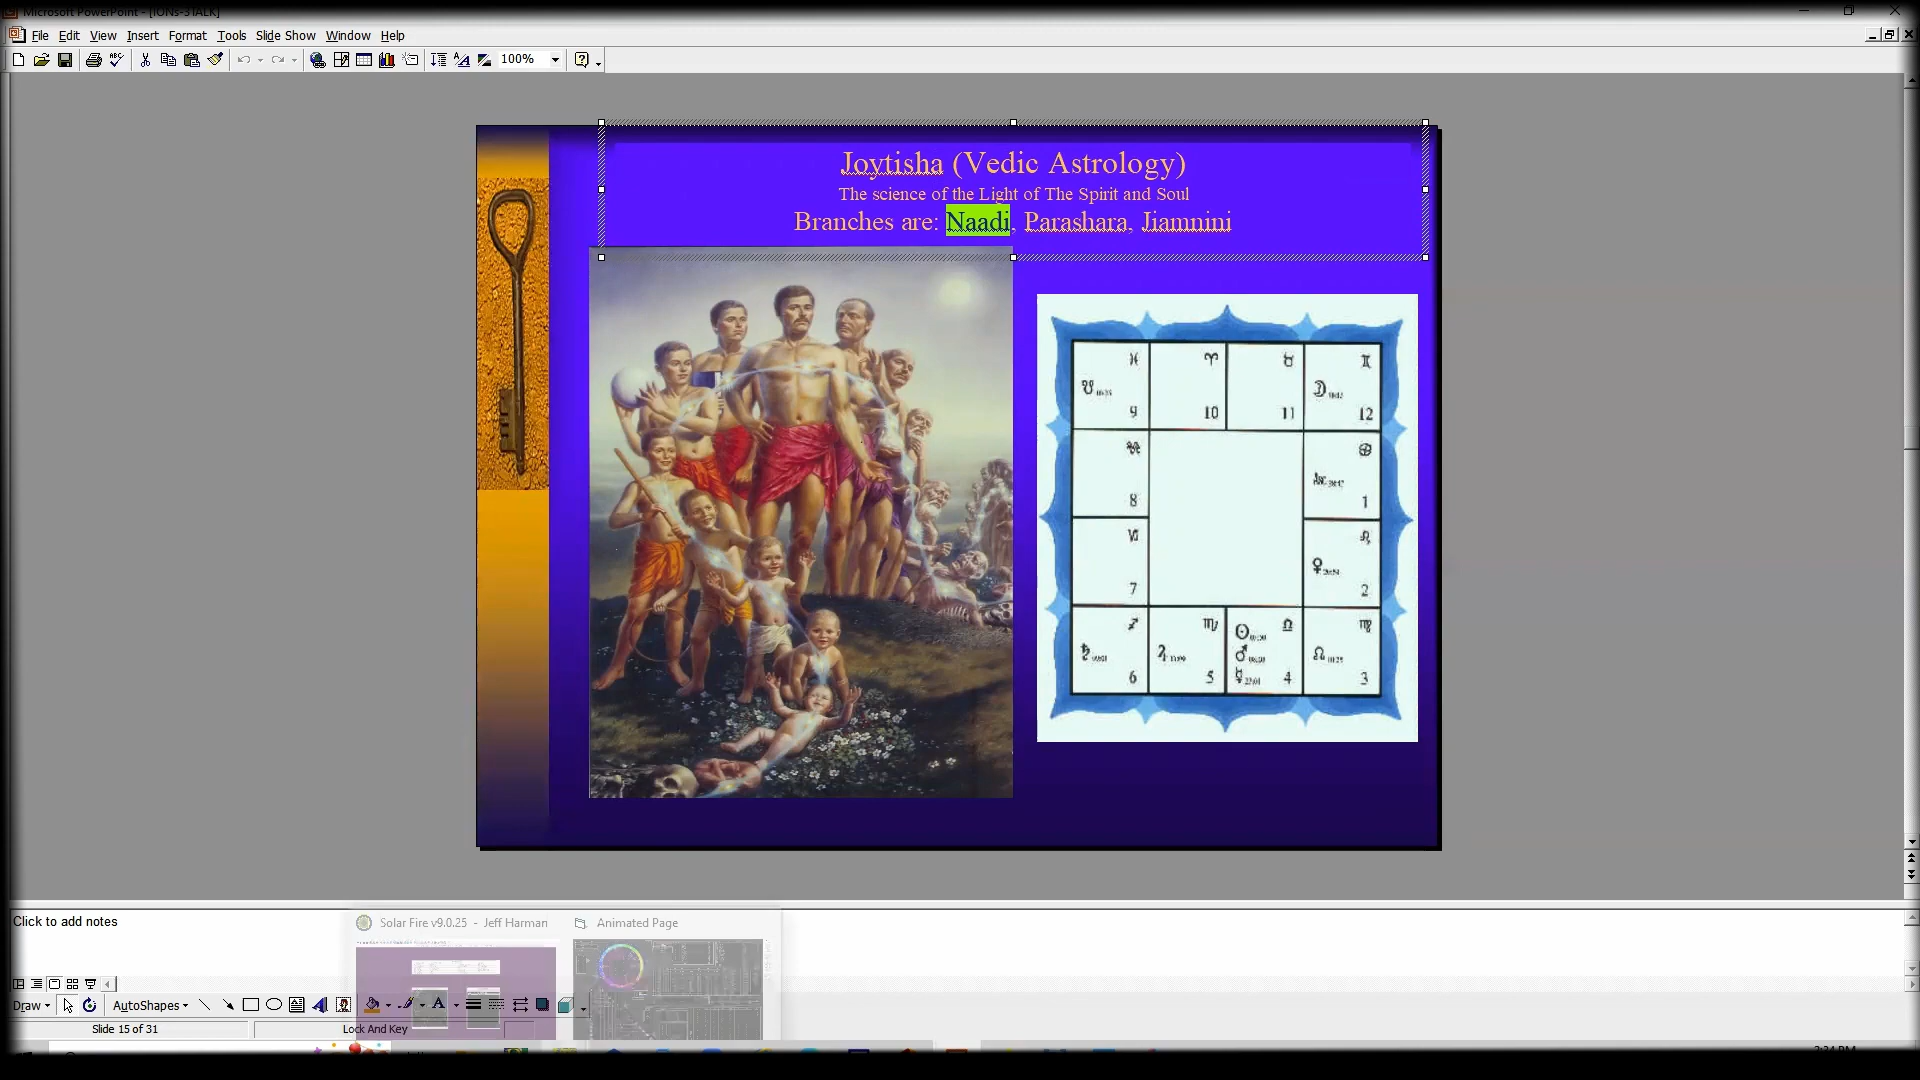 Microsoft PowerPoint - [IONs-3TALK]
File Edit View Insert Format Tools Slide Show Window Help
100%
Joytisha (Vedic Astrology)
The science of the Light of The Spirit and Soul
Branches are: Naadi, Parashara, Jiamnini
9 10 11 12
8 1
7 2
6 5 4 3
Click to add notes
Solar Fire v9.0.25 - Jeff Harman
Animated Page
Draw AutoShapes
Slide 15 of 31
Lock And Key